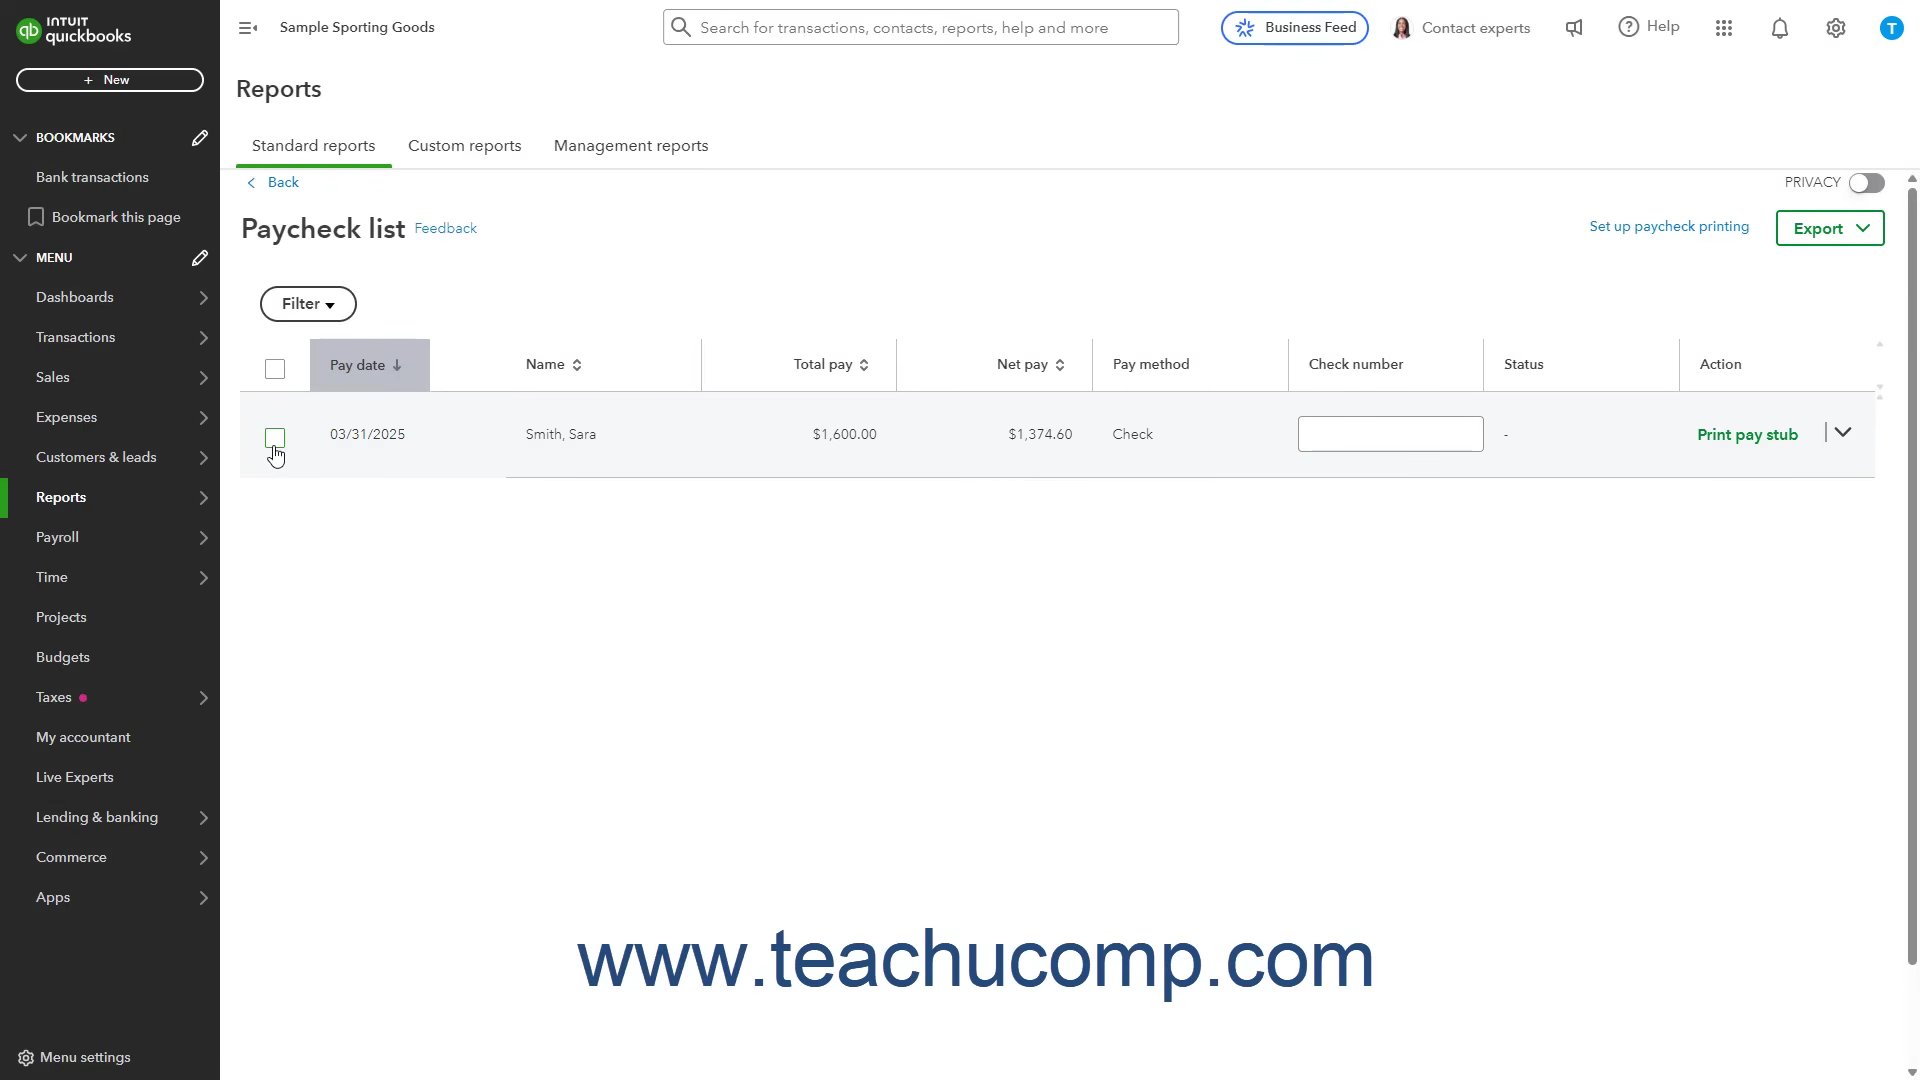 INTUIT
quickbooks
Sample Sporting Goods
Search for transactions, contacts, reports, help and more
Business Feed
Contact experts
Help
T
+ New
BOOKMARKS
Bank transactions
Bookmark this page
MENU
Dashboards
Transactions
Sales
Expenses
Customers & leads
Reports
Payroll
Time
Projects
Budgets
Taxes
My accountant
Live Experts
Lending & banking
Commerce
Apps
Menu settings
Reports
Standard reports Custom reports Management reports
Back
PRIVACY
Paycheck list Feedback
Set up paycheck printing
Export
Filter
Pay date Name Total pay Net pay Pay method Check number Status Action
03/31/2025 Smith, Sara $1,600.00 $1,374.60 Check - Print pay stub
www.teachucomp.com